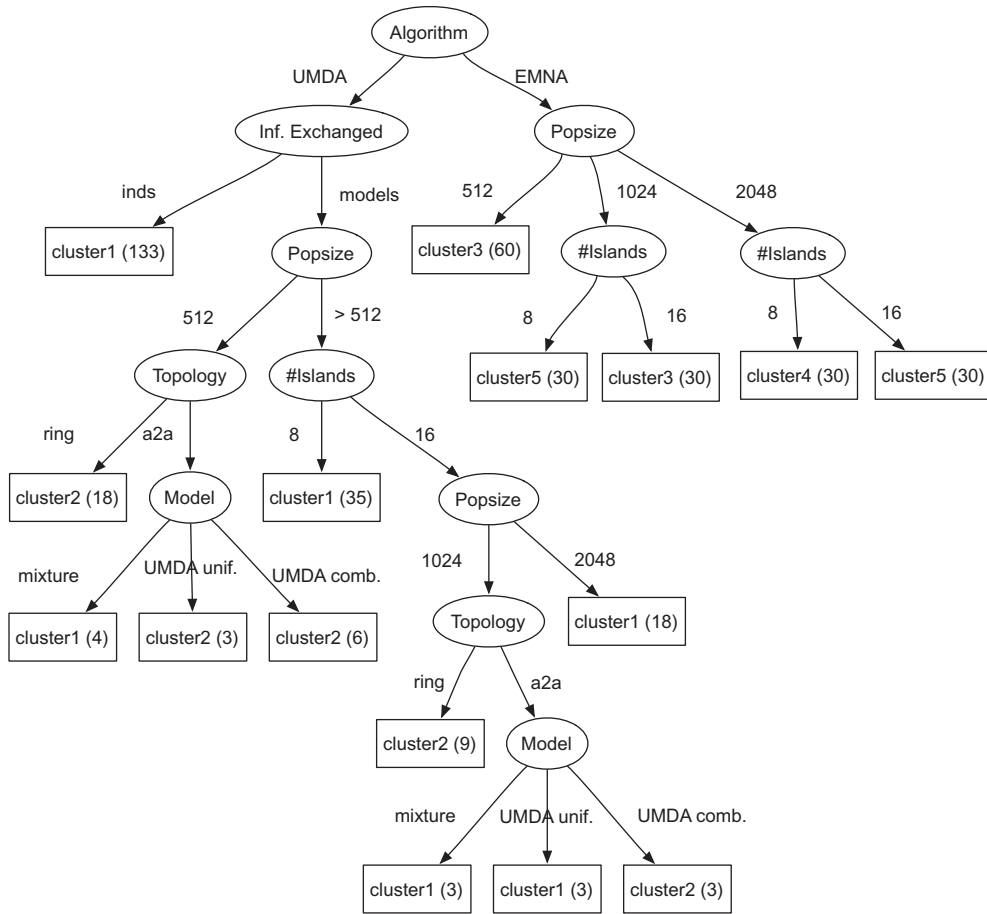 Algorithm
UMDA
EMNA
Inf. Exchanged
Popsize
inds
models
512
1024
2048
cluster1 (133)
Popsize
cluster3 (60)
#Islands
#Islands
512
> 512
8
16
8
16
Topology
#Islands
cluster5 (30)
cluster3 (30)
cluster4 (30)
cluster5 (30)
ring
a2a
8
16
cluster2 (18)
Model
cluster1 (35)
Popsize
mixture
UMDA unif.
UMDA comb.
1024
2048
cluster1 (4)
cluster2 (3)
cluster2 (6)
Topology
cluster1 (18)
ring
a2a
cluster2 (9)
Model
mixture
UMDA unif.
UMDA comb.
cluster1 (3)
cluster1 (3)
cluster2 (3)